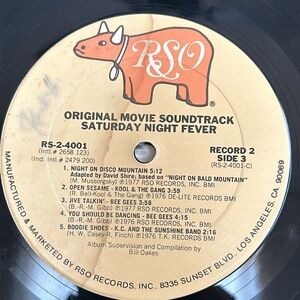 RSO
®
ORIGINAL MOVIE SOUNDTRACK
SATURDAY NIGHT FEVER
RS-2-4001
(Intl. # 2658 123)
(Ind. # 2479 200)
RECORD 2
SIDE 3
(RS-2-4001-C)
1. NIGHT ON DISCO MOUNTAIN 5:12
Adapted by David Shire; based on "NIGHT ON BALD MOUNTAIN"
(M. Mussorgsky) ℗1977 RSO RECORDS, INC. BMI
2. OPEN SESAME - KOOL & THE GANG 3:59
(R. Bell-Kool & The Gang) ℗1976 DE-LITE RECORDS BMI
3. JIVE TALKIN' - BEE GEES 3:58
(B.-R.-M. Gibb) ℗1977 RSO RECORDS, INC. BMI
4. YOU SHOULD BE DANCING - BEE GEES 4:15
(B.-R.-M. Gibb) ℗1976 RSO RECORDS, INC. BMI
5. BOOGIE SHOES - K.C. AND THE SUNSHINE BAND 2:16
(H. W. Casey-R. Finch) ℗1976 T.K. RECORDS BMI
Album Supervision and Compilation by
Bill Oakes
MANUFACTURED & MARKETED BY RSO RECORDS, INC. 8335 SUNSET BLVD. LOS ANGELES, CA. 90069